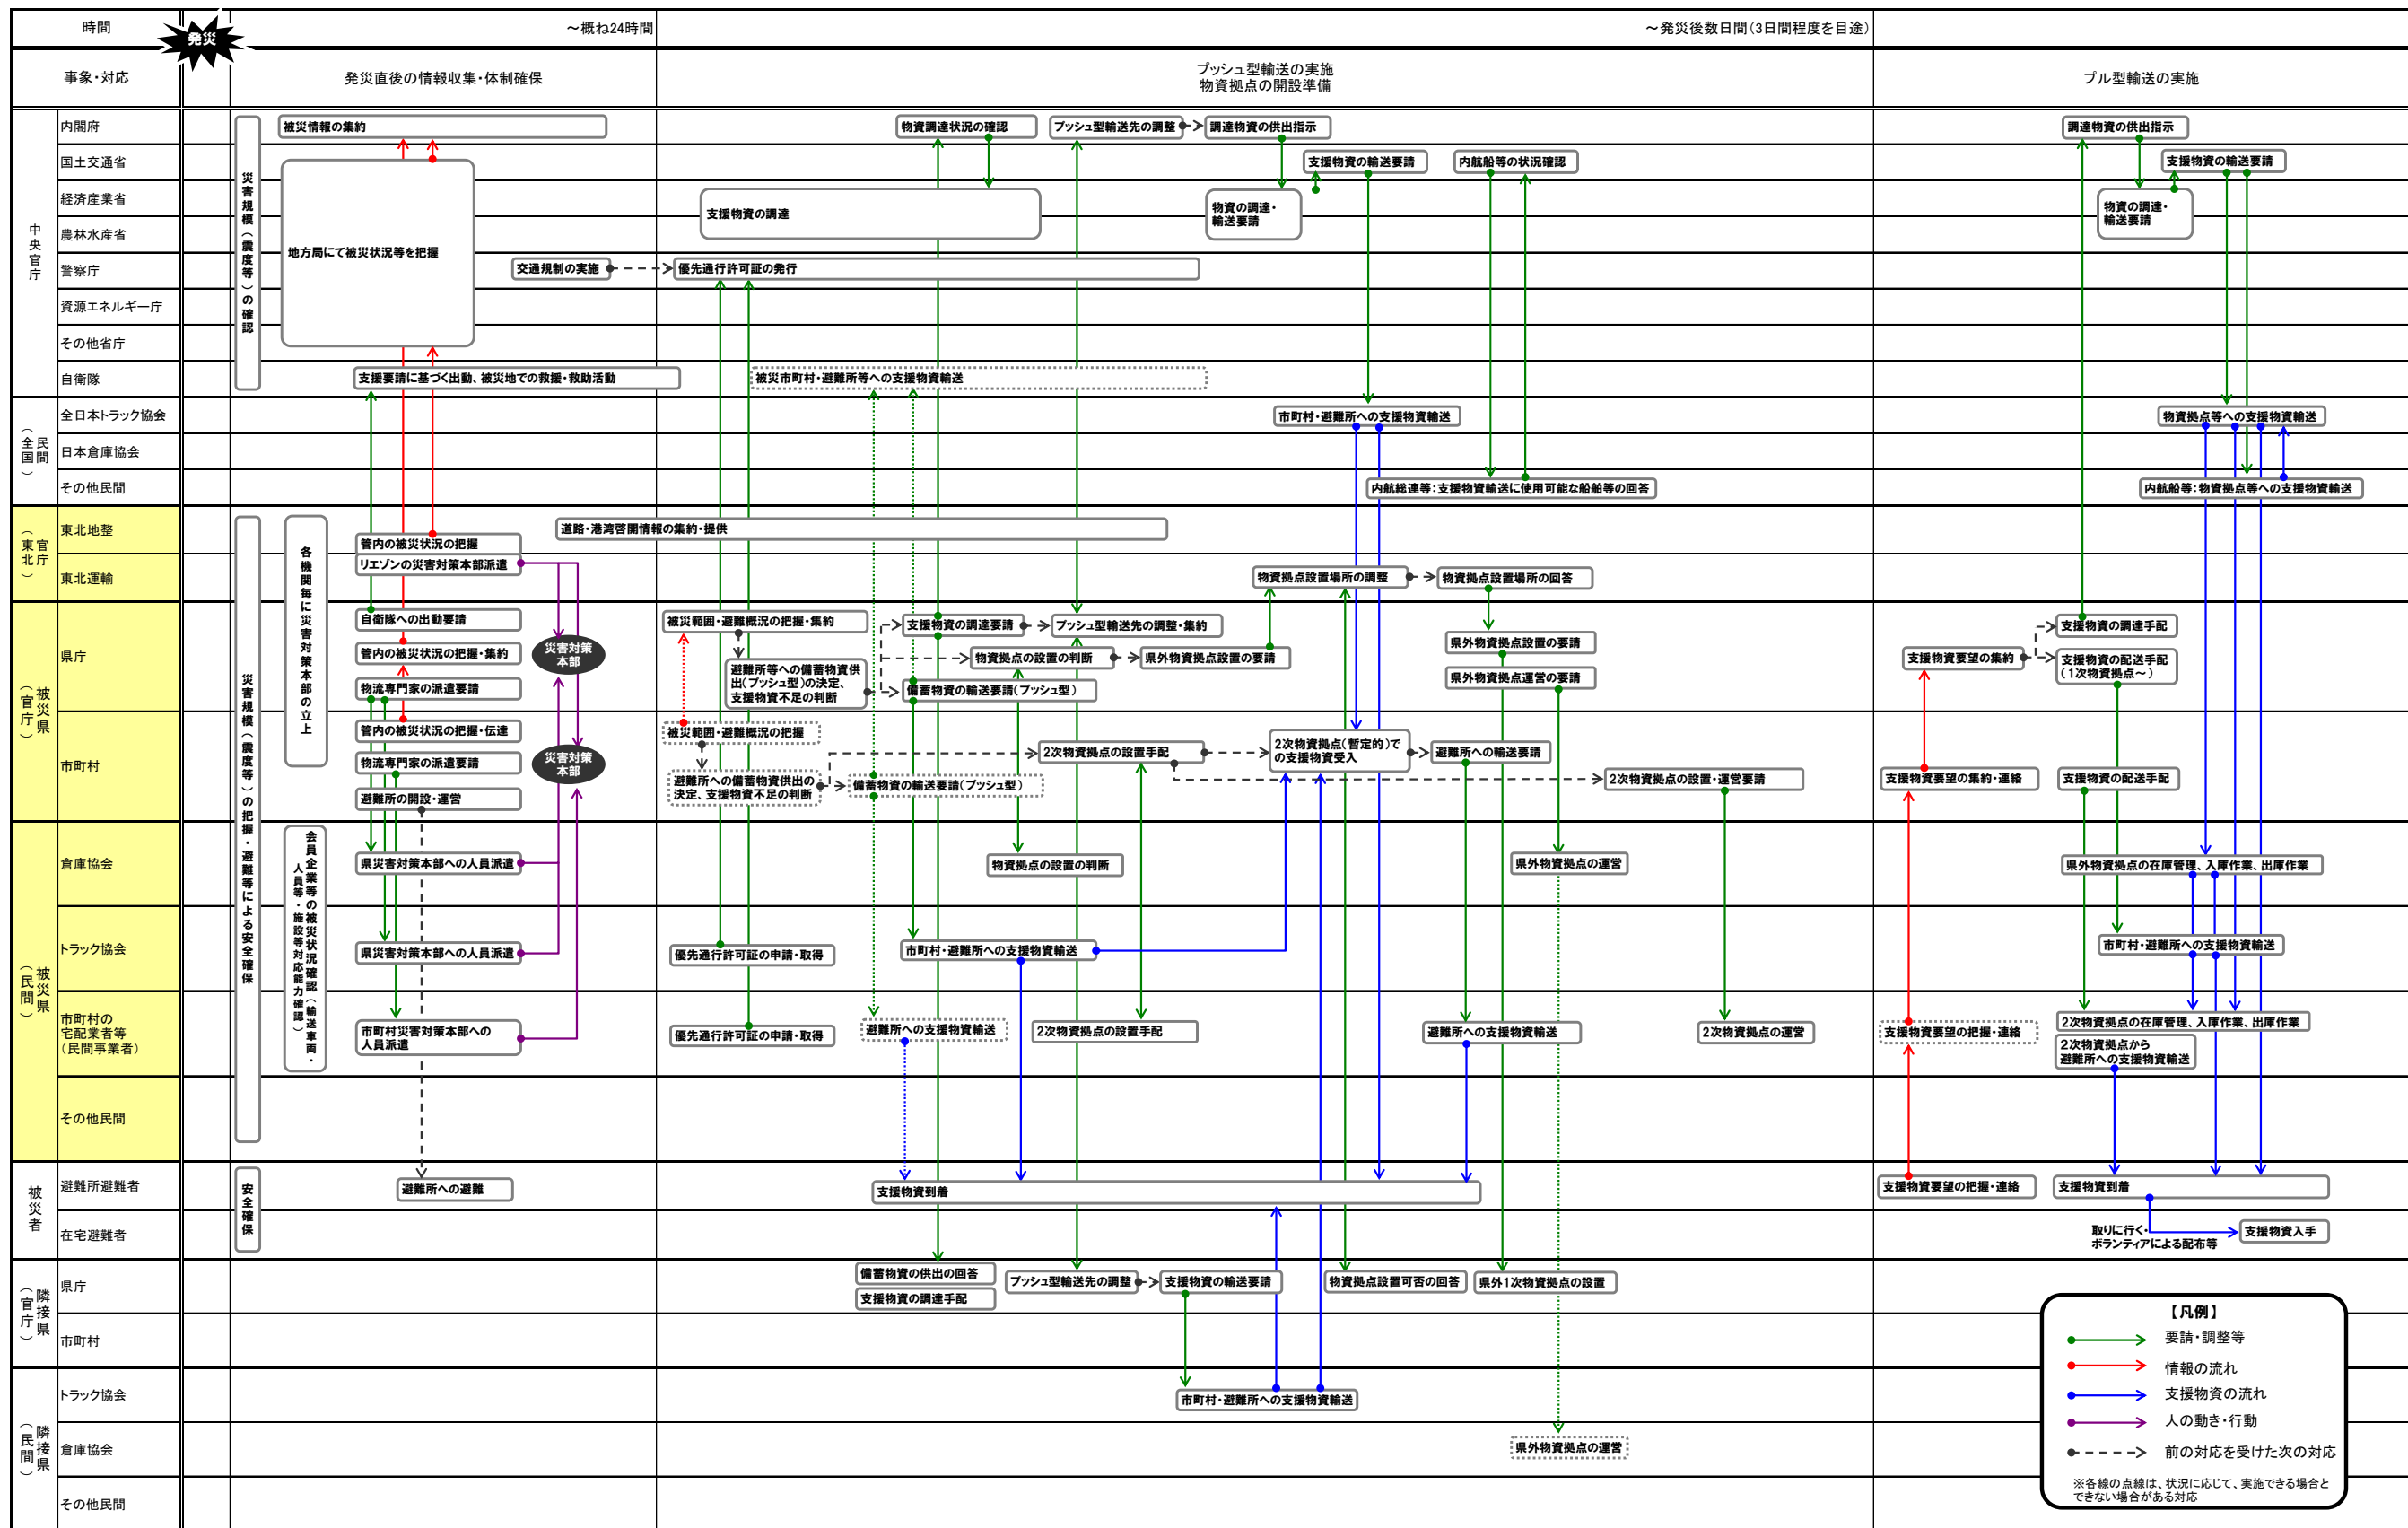 時間
発災
～概ね24時間
～発災後数日間(3日間程度を目途)
事象・対応
発災直後の情報収集・体制確保
プッシュ型輸送の実施
物資拠点の開設準備
プル型輸送の実施
中央官庁
内閣府
国土交通省
経済産業省
農林水産省
警察庁
資源エネルギー庁
その他省庁
自衛隊
災害規模（震度等）の確認
被災情報の集約
地方局にて被災状況等を把握
交通規制の実施
優先通行許可証の発行
支援要請に基づく出動、被災地での救援・救助活動
被災市町村・避難所等への支援物資輸送
物資調達状況の確認
プッシュ型輸送先の調整
調達物資の供出指示
支援物資の輸送要請
内航船等の状況確認
支援物資の調達
物資の調達・
輸送要請
調達物資の供出指示
支援物資の輸送要請
物資の調達・
輸送要請
民間
（全国）
全日本トラック協会
日本倉庫協会
その他民間
市町村・避難所への支援物資輸送
内航総連等:支援物資輸送に使用可能な船舶等の回答
物資拠点等への支援物資輸送
内航船等:物資拠点等への支援物資輸送
官庁
（東北）
東北地整
東北運輸
災害規模（震度等）の把握・避難等による安全確保
各機関毎に災害対策本部の立上
管内の被災状況の把握
リエゾンの災害対策本部派遣
道路・港湾啓開情報の集約・提供
物資拠点設置場所の調整
物資拠点設置場所の回答
被災県
（官庁）
県庁
市町村
自衛隊への出動要請
管内の被災状況の把握・集約
物流専門家の派遣要請
災害対策
本部
管内の被災状況の把握・伝達
物流専門家の派遣要請
避難所の開設・運営
災害対策
本部
被災範囲・避難概況の把握・集約
避難所等への備蓄物資供
出(プッシュ型)の決定、
支援物資不足の判断
支援物資の調達要請
プッシュ型輸送先の調整・集約
物資拠点の設置の判断
県外物資拠点設置の要請
備蓄物資の輸送要請(プッシュ型)
県外物資拠点設置の要請
県外物資拠点運営の要請
支援物資要望の集約
支援物資の調達手配
支援物資の配送手配
(1次物資拠点～)
被災範囲・避難概況の把握
避難所への備蓄物資供出の
決定、支援物資不足の判断
備蓄物資の輸送要請(プッシュ型)
2次物資拠点の設置手配
2次物資拠点(暫定的)で
の支援物資受入
避難所への輸送要請
2次物資拠点の設置・運営要請
支援物資要望の集約・連絡
支援物資の配送手配
被災県
（民間）
倉庫協会
トラック協会
市町村の
宅配業者等
(民間事業者)
その他民間
会員企業等の被災状況確認（輸送車両・
人員等・施設等対応能力確認）
県災害対策本部への人員派遣
県災害対策本部への人員派遣
市町村災害対策本部への
人員派遣
物資拠点の設置の判断
県外物資拠点の運営
県外物資拠点の在庫管理、入庫作業、出庫作業
優先通行許可証の申請・取得
市町村・避難所への支援物資輸送
市町村・避難所への支援物資輸送
優先通行許可証の申請・取得
避難所への支援物資輸送
2次物資拠点の設置手配
避難所への支援物資輸送
2次物資拠点の運営
支援物資要望の把握・連絡
2次物資拠点の在庫管理、入庫作業、出庫作業
2次物資拠点から
避難所への支援物資輸送
被災者
避難所避難者
在宅避難者
安全確保
避難所への避難
支援物資到着
支援物資要望の把握・連絡
支援物資到着
取りに行く・
ボランティアによる配布等
支援物資入手
隣接県
（官庁）
県庁
市町村
備蓄物資の供出の回答
支援物資の調達手配
プッシュ型輸送先の調整
支援物資の輸送要請
物資拠点設置可否の回答
県外1次物資拠点の設置
隣接県
（民間）
トラック協会
倉庫協会
その他民間
市町村・避難所への支援物資輸送
県外物資拠点の運営
【凡例】
要請・調整等
情報の流れ
支援物資の流れ
人の動き・行動
前の対応を受けた次の対応
※各線の点線は、状況に応じて、実施できる場合と
できない場合がある対応